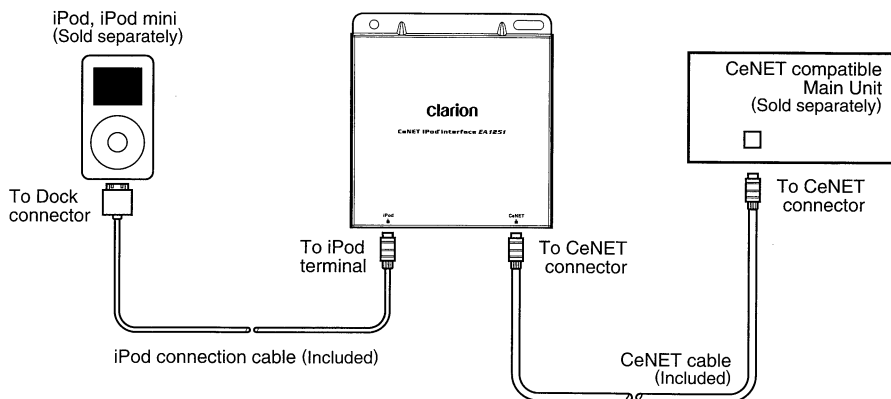 iPod, iPod mini
(Sold separately)
To Dock
connector
iPod connection cable (Included)
clarion
CeNET iPod interface EA1251
iPod
CeNET
To iPod
terminal
To CeNET
connector
CeNET compatible
Main Unit
(Sold separately)
To CeNET
connector
CeNET cable
(Included)